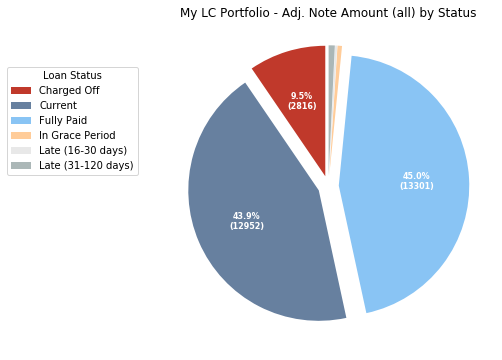 My LC Portfolio - Adj. Note Amount (all) by Status
Loan Status
Charged Off
Current
Fully Paid
In Grace Period
Late (16-30 days)
Late (31-120 days)
9.5%
(2816)
45.0%
(13301)
43.9%
(12952)